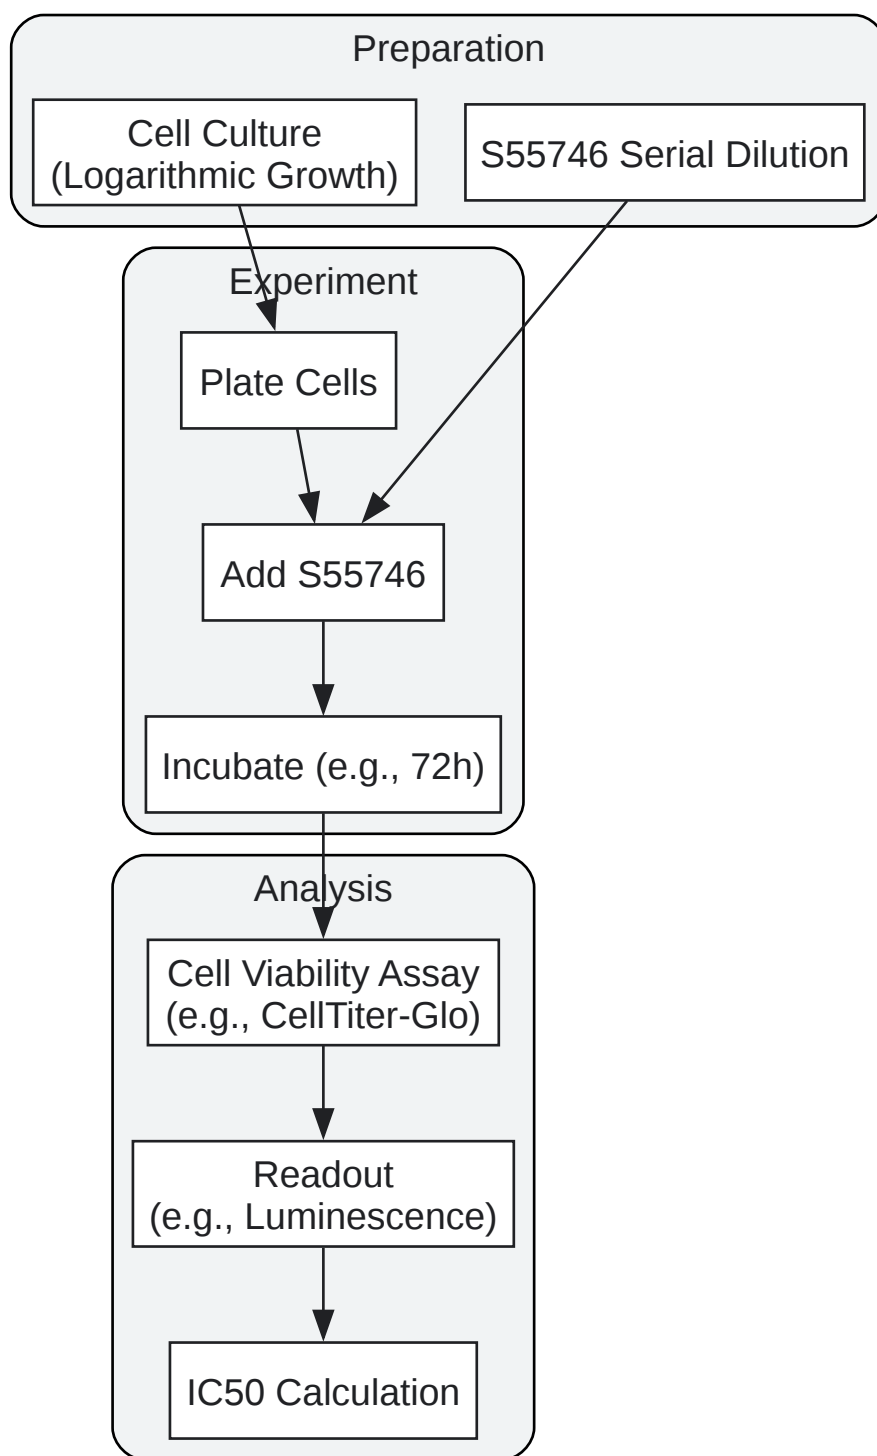 Preparation
Cell Culture
(Logarithmic Growth)
S55746 Serial Dilution
Experiment
Plate Cells
Add S55746
Incubate (e.g., 72h)
Analysis
Cell Viability Assay
(e.g., CellTiter-Glo)
Readout
(e.g., Luminescence)
IC50 Calculation